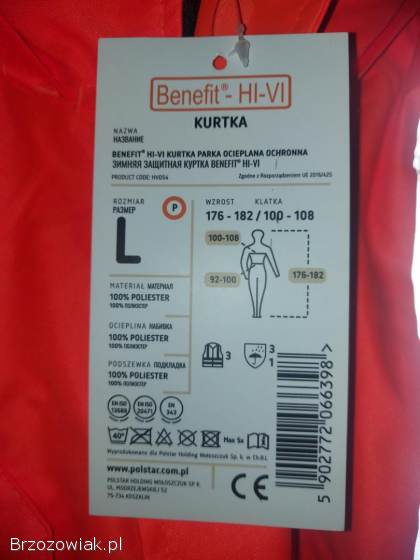 Benefit® - HI-VI
KURTKA
NAZWA
НАЗВАНИЕ
BENEFIT® HI-VI KURTKA PARKA OCIEPLANA OCHRONNA
ЗИМНЯЯ ЗАЩИТНАЯ КУРТКА BENEFIT® HI-VI
PRODUCT CODE: HV054
Zgodne z Rozporządzeniem UE 2016/425
ROZMIAR
РАЗМЕР
P
L
WZROST KLATKA
176 - 182 / 100 - 108
100-108
92-100
176-182
MATERIAŁ МАТЕРИАЛ
100% POLIESTER
100% ПОЛИЭСТЕР
OCIEPLINA НАБИВКА
100% POLIESTER
100% ПОЛИЭСТЕР
PODSZEWKA ПОДКЛАДКА
100% POLIESTER
100% ПОЛИЭСТЕР
3
3
1
EN ISO 13688
EN ISO 20471
EN 343
40°
Max 5x
Wyprodukowano dla Polstar Holding Wołoszczuk Sp K. w Ch.R.L
www.polstar.com.pl
POLSTAR HOLDING WOŁOSZCZUK SP K
UL. MODRZEJEWSKIEJ 52
75-734 KOSZALIN
CE
5 902772 066398 >
Brzozowiak.pl